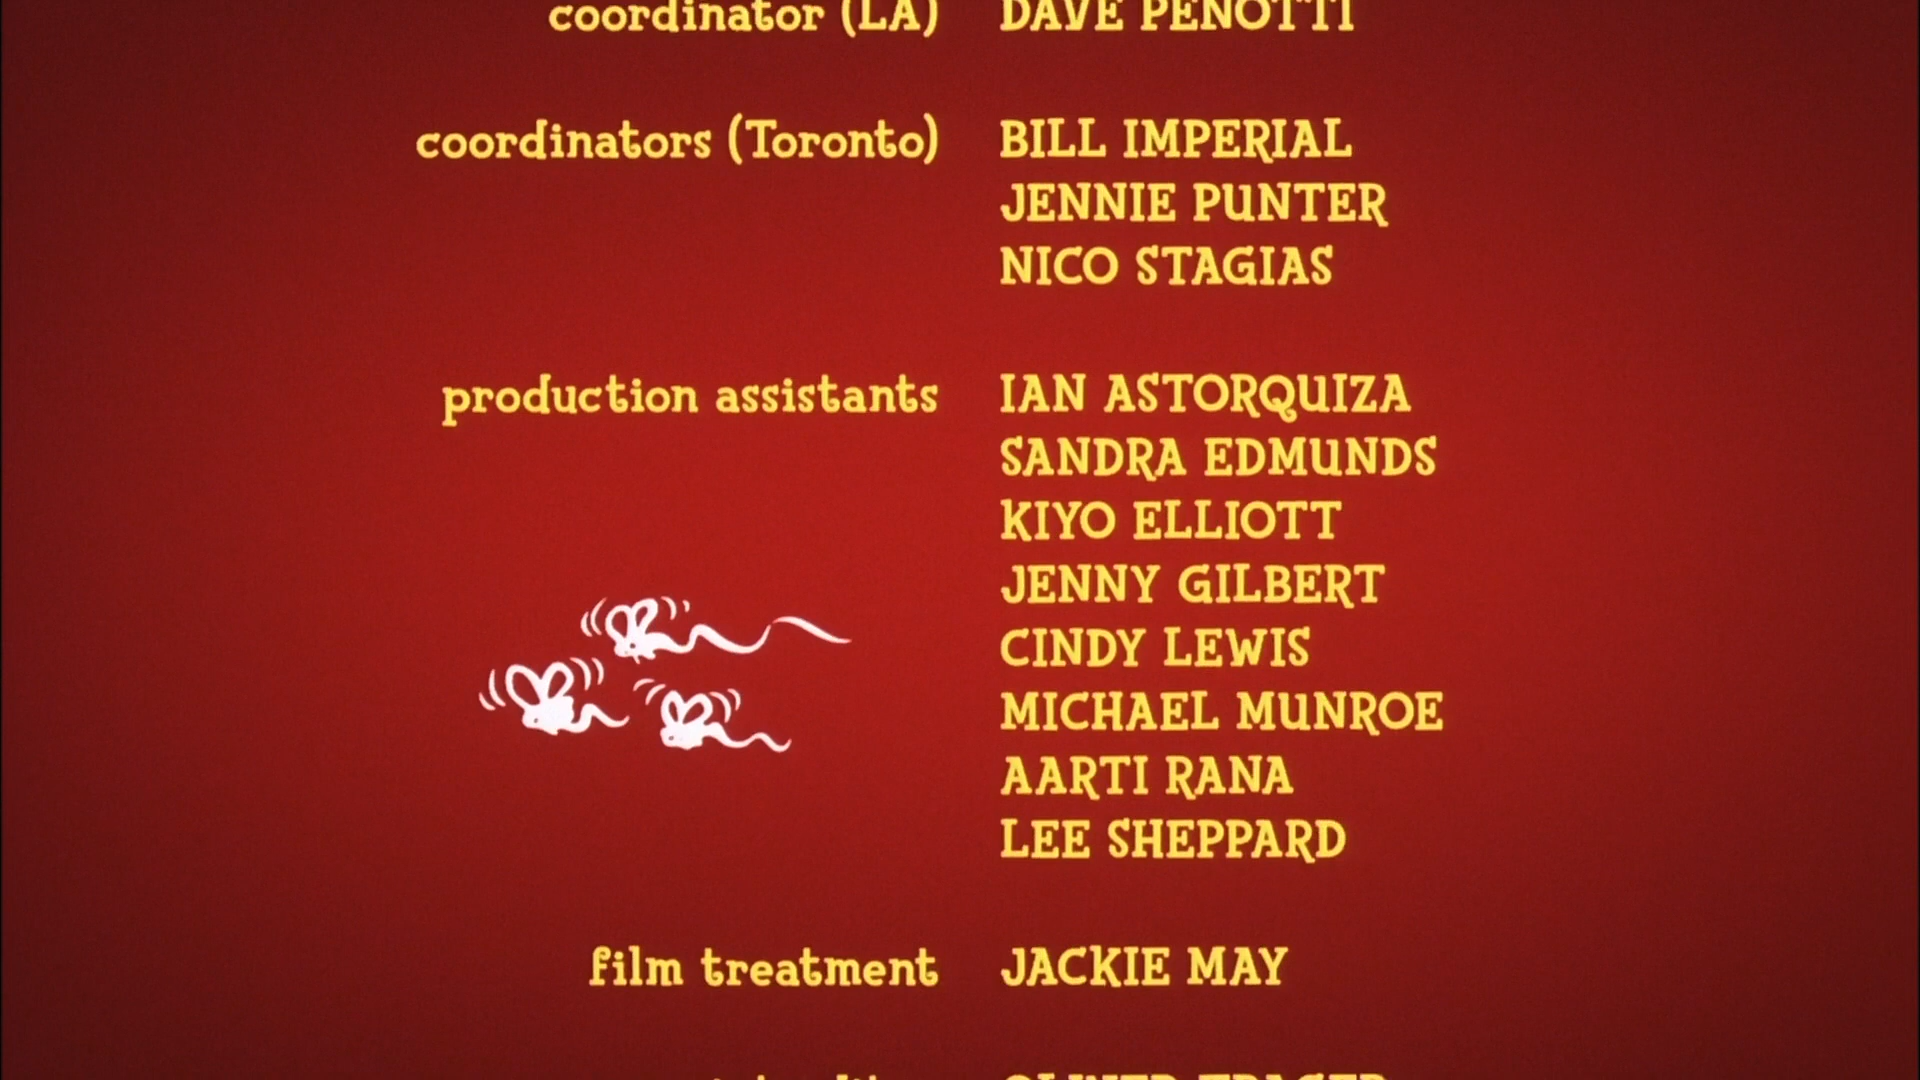 coordinator (LA) DAVE PENOTTI
coordinators (Toronto) BILL IMPERIAL
JENNIE PUNTER
NICO STAGIAS
production assistants IAN ASTORQUIZA
SANDRA EDMUNDS
KIYO ELLIOTT
JENNY GILBERT
CINDY LEWIS
MICHAEL MUNROE
AARTI RANA
LEE SHEPPARD
film treatment JACKIE MAY